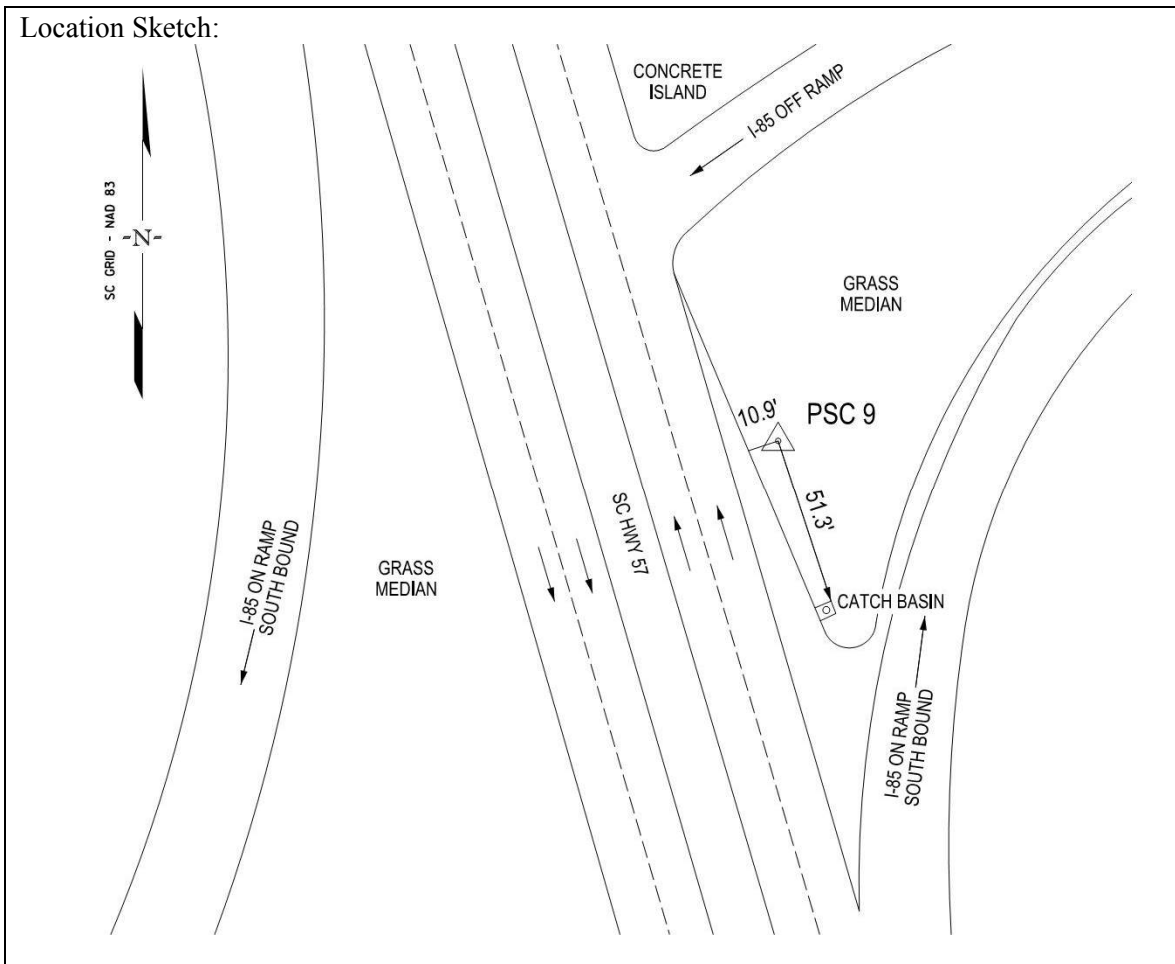 Location Sketch:
CONCRETE
ISLAND
I-85 OFF RAMP
SC GRID - NAD 83
-N-
GRASS
MEDIAN
10.9'
PSC 9
51.3'
SC HWY 57
GRASS
MEDIAN
I-85 ON RAMP
SOUTH BOUND
CATCH BASIN
I-85 ON RAMP
SOUTH BOUND